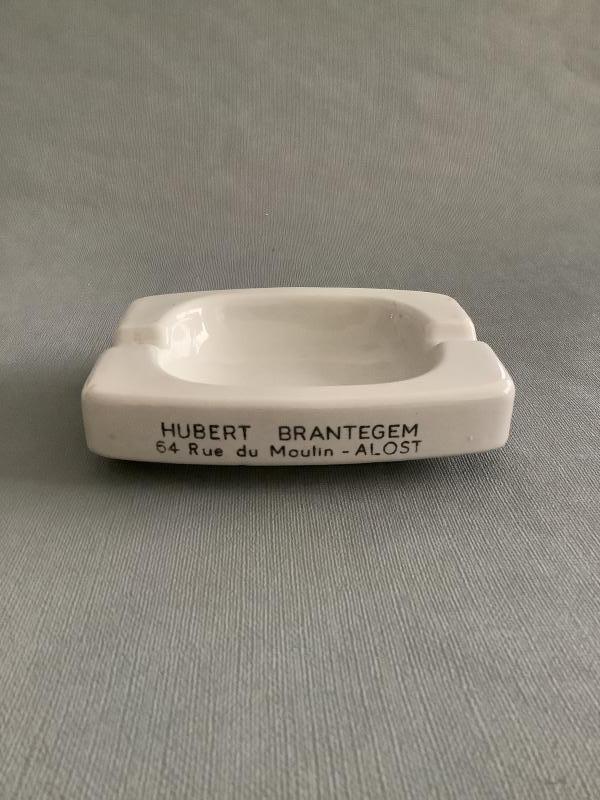 HUBERT BRANTEGEM
64 Rue du Moulin - ALOST